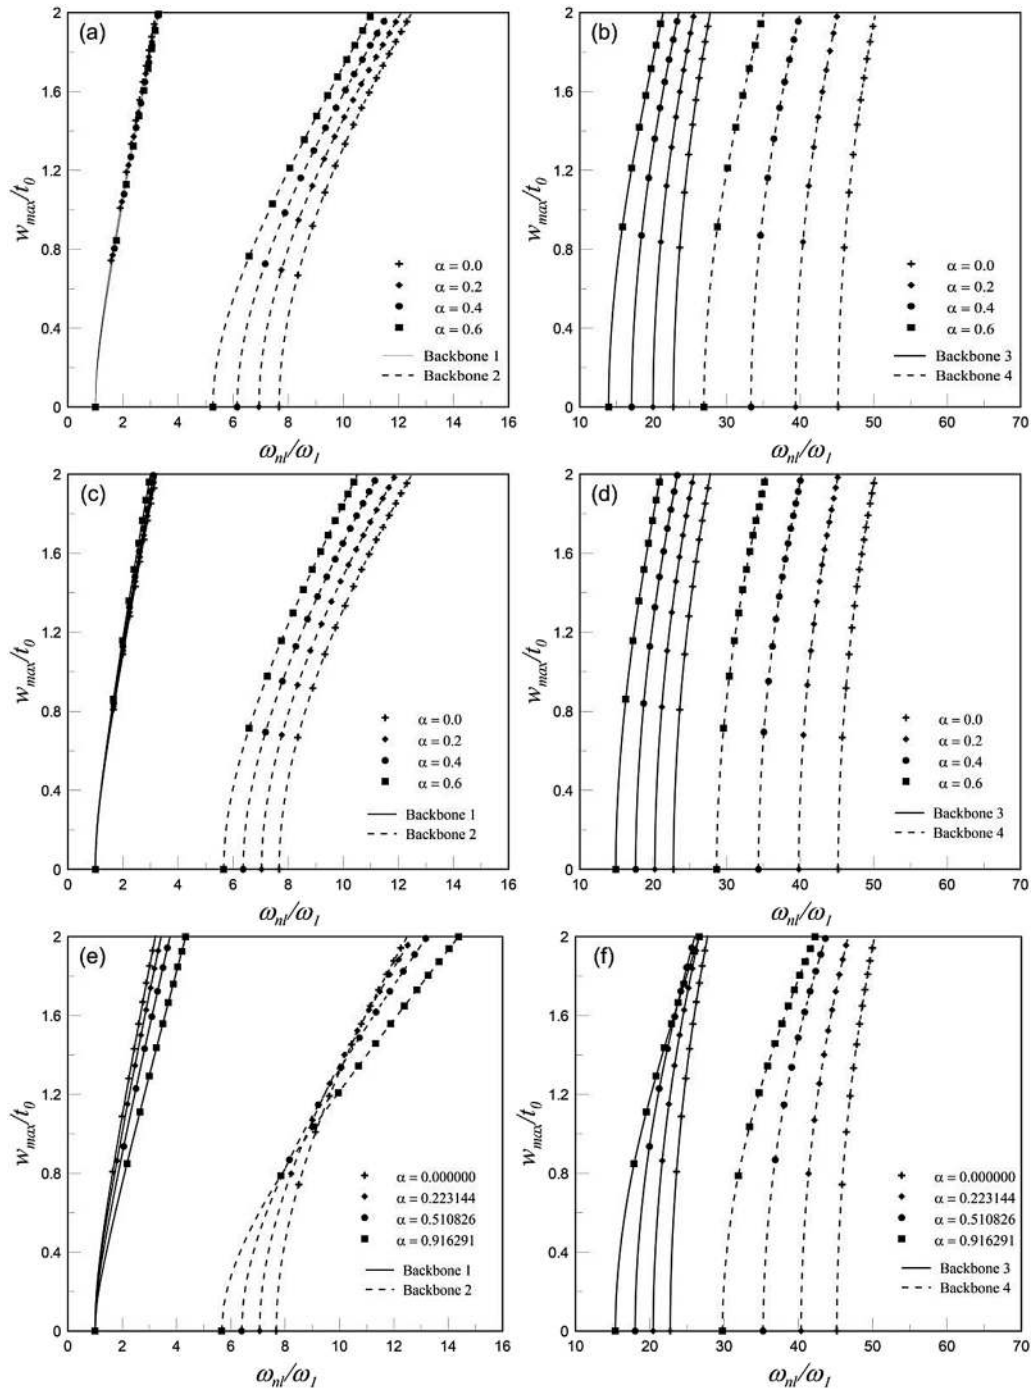 (a)
2
1.6
1.2
0.8
0.4
0
w_max/t_0
α = 0.0
α = 0.2
α = 0.4
α = 0.6
Backbone 1
Backbone 2
0 2 4 6 8 10 12 14 16
ω_nl/ω_1
(b)
2
1.6
1.2
0.8
0.4
0
w_max/t_0
α = 0.0
α = 0.2
α = 0.4
α = 0.6
Backbone 3
Backbone 4
10 20 30 40 50 60 70
ω_nl/ω_1
(c)
2
1.6
1.2
0.8
0.4
0
w_max/t_0
α = 0.0
α = 0.2
α = 0.4
α = 0.6
Backbone 1
Backbone 2
0 2 4 6 8 10 12 14 16
ω_nl/ω_1
(d)
2
1.6
1.2
0.8
0.4
0
w_max/t_0
α = 0.0
α = 0.2
α = 0.4
α = 0.6
Backbone 3
Backbone 4
10 20 30 40 50 60 70
ω_nl/ω_1
(e)
2
1.6
1.2
0.8
0.4
0
w_max/t_0
α = 0.000000
α = 0.223144
α = 0.510826
α = 0.916291
Backbone 1
Backbone 2
0 2 4 6 8 10 12 14 16
ω_nl/ω_1
(f)
2
1.6
1.2
0.8
0.4
0
w_max/t_0
α = 0.000000
α = 0.223144
α = 0.510826
α = 0.916291
Backbone 3
Backbone 4
10 20 30 40 50 60 70
ω_nl/ω_1